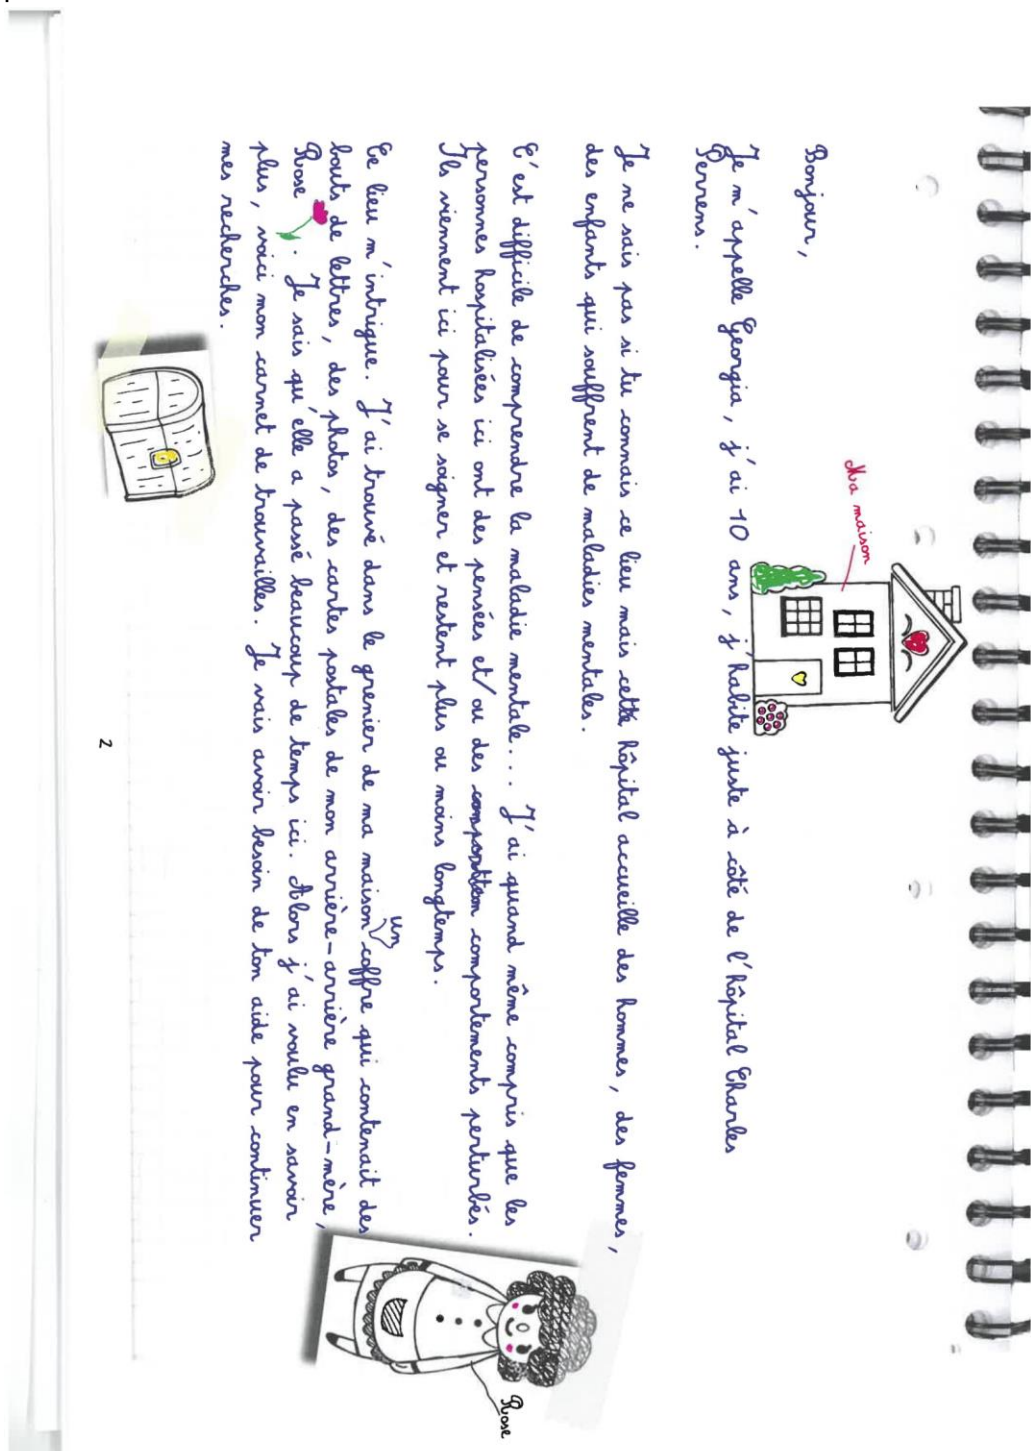 Ma maison
Bonjour,
Je m'appelle Georgia, j'ai 10 ans, j'habite juste à côté de l'hôpital Charles
Perrens.
Je ne sais pas si tu connais ce lieu mais cette hôpital accueille des hommes, des femmes,
des enfants qui souffrent de maladies mentales.
C'est difficile de comprendre la maladie mentale... J'ai quand même compris que les
personnes hospitalisées ici ont des pensées et/ou des comportements perturbés.
Ils viennent ici pour se soigner et restent plus ou moins longtemps.
Ce lieu m'intrigue. J'ai trouvé dans le grenier de ma maison un coffre qui contenait des
bouts de lettres, des photos, des cartes postales de mon arrière-arrière grand-mère,
Rose. Je sais qu'elle a passé beaucoup de temps ici. Alors j'ai voulu en savoir
plus, voici mon carnet de trouvailles. Je vais avoir besoin de ton aide pour continuer
mes recherches.
Rose
2